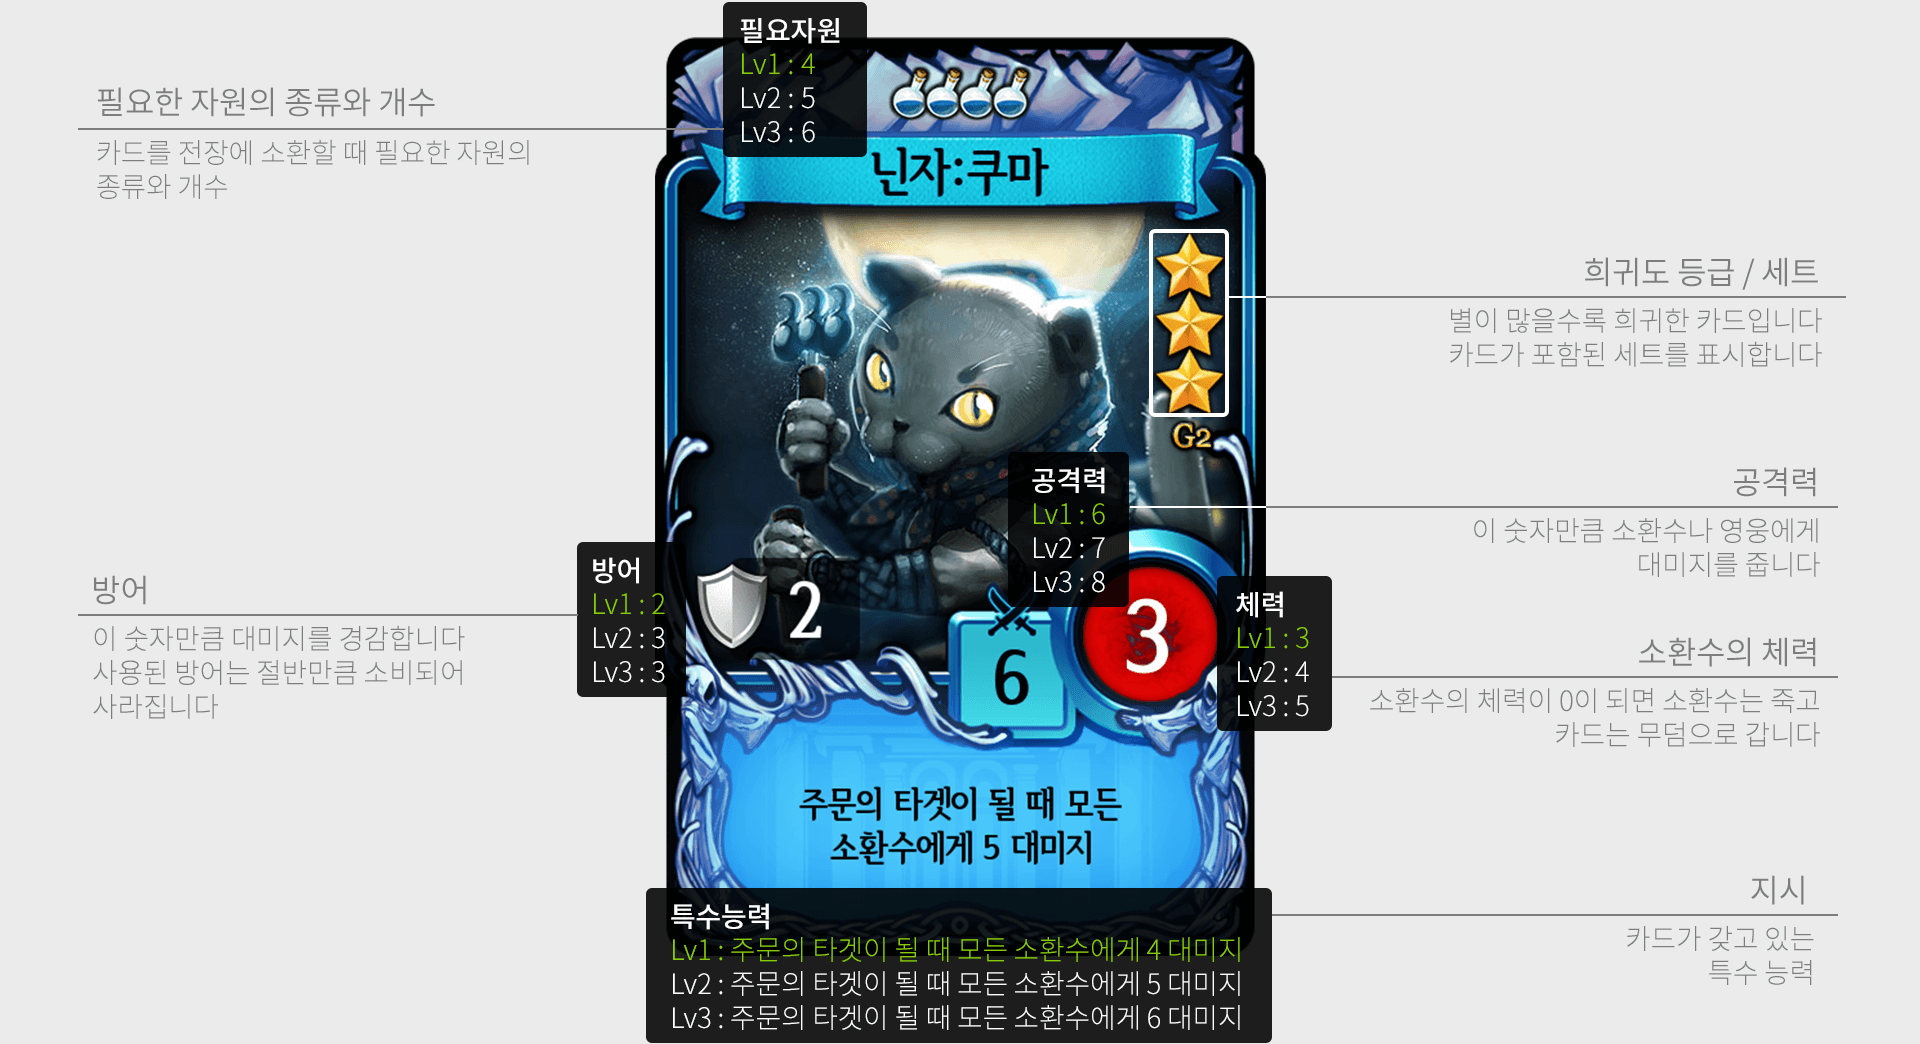 필요자원
Lv1 : 4
Lv2 : 5
Lv3 : 6
필요한 자원의 종류와 개수
카드를 전장에 소환할 때 필요한 자원의
종류와 개수
닌자:쿠마
희귀도 등급 / 세트
별이 많을수록 희귀한 카드입니다
카드가 포함된 세트를 표시합니다
G2
공격력
Lv1 : 6
Lv2 : 7
Lv3 : 8
공격력
이 숫자만큼 소환수나 영웅에게
대미지를 줍니다
방어
이 숫자만큼 대미지를 경감합니다
사용된 방어는 절반만큼 소비되어
사라집니다
방어
Lv1 : 2
Lv2 : 3
Lv3 : 3
2
6
3
체력
Lv1 : 3
Lv2 : 4
Lv3 : 5
소환수의 체력
소환수의 체력이 0이 되면 소환수는 죽고
카드는 무덤으로 갑니다
주문의 타겟이 될 때 모든
소환수에게 5 대미지
지시
카드가 갖고 있는
특수 능력
특수능력
Lv1 : 주문의 타겟이 될 때 모든 소환수에게 4 대미지
Lv2 : 주문의 타겟이 될 때 모든 소환수에게 5 대미지
Lv3 : 주문의 타겟이 될 때 모든 소환수에게 6 대미지